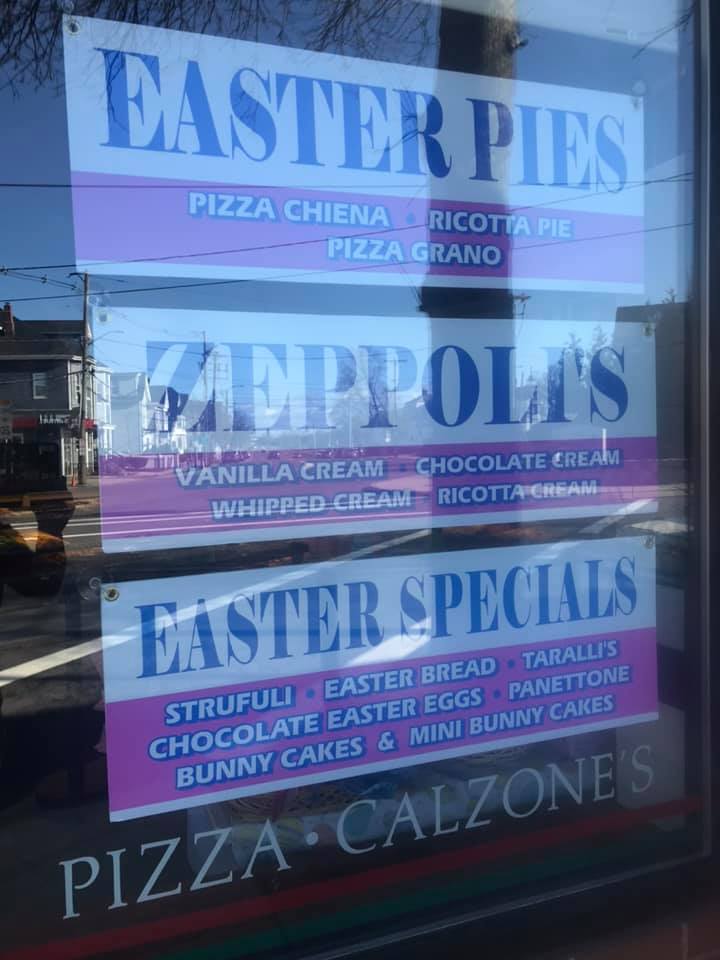 EASTER PIES
PIZZA CHIENA • RICOTTA PIE
PIZZA GRANO
ZEPPOLI'S
VANILLA CREAM • CHOCOLATE CREAM
WHIPPED CREAM RICOTTA CREAM
EASTER SPECIALS
STRUFULI • EASTER BREAD • TARALLI'S
CHOCOLATE EASTER EGGS • PANETTONE
BUNNY CAKES & MINI BUNNY CAKES
PIZZA • CALZONE'S